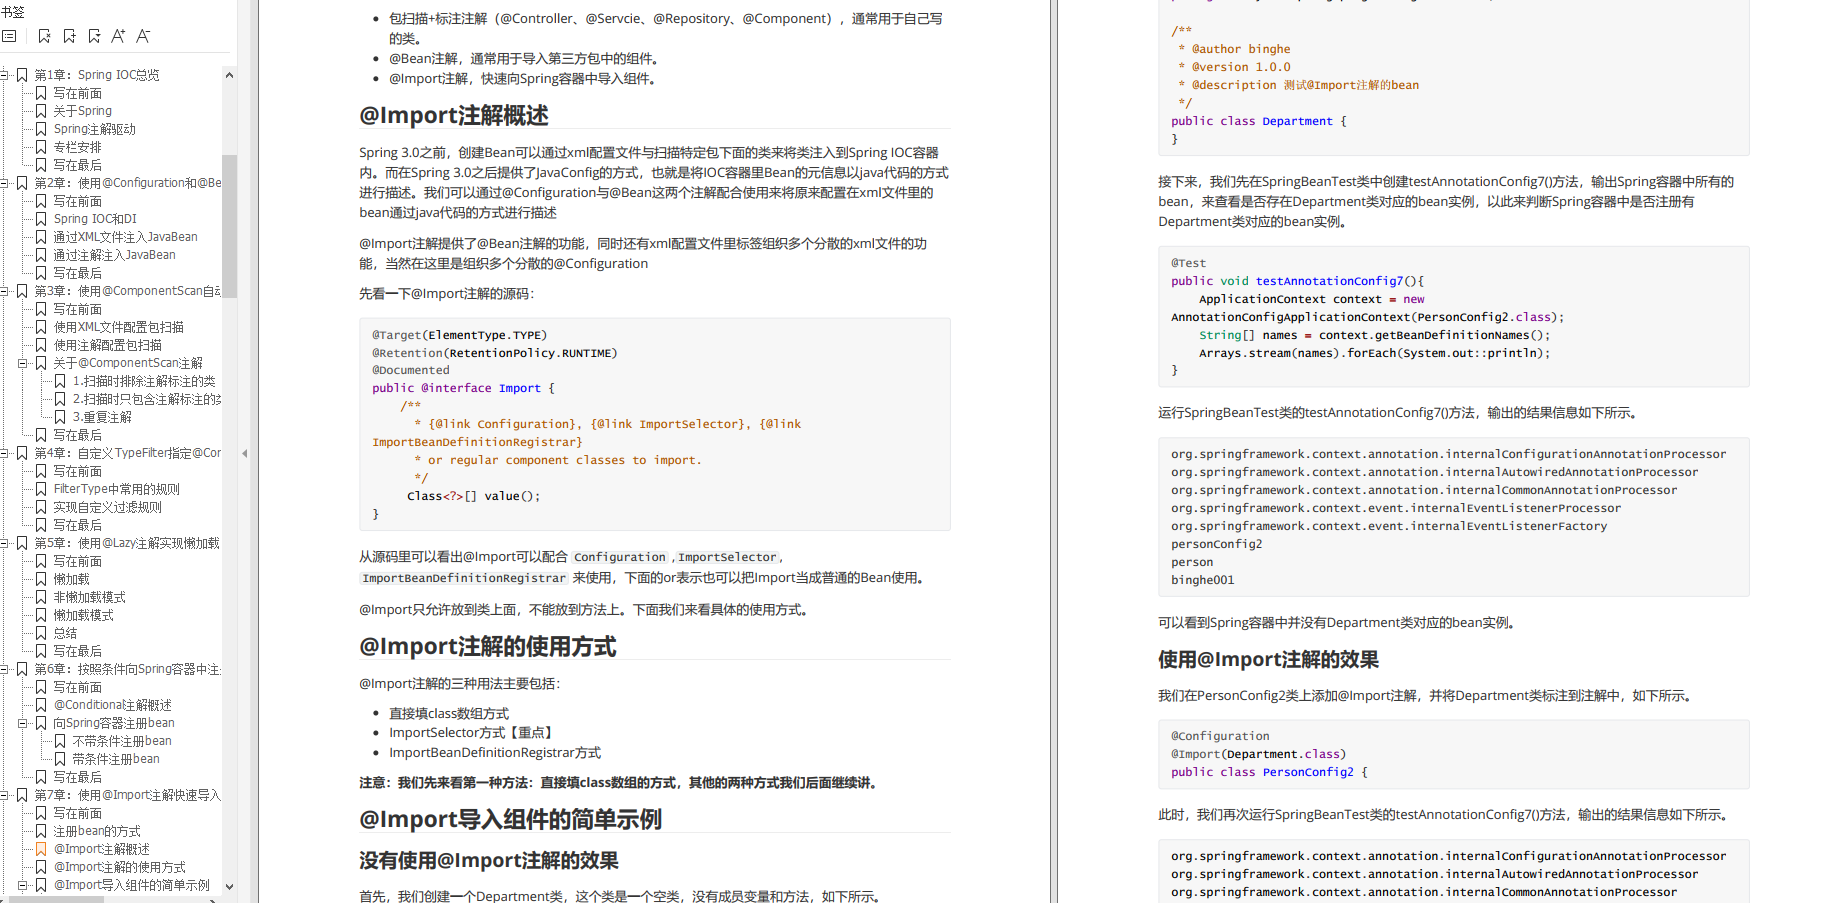 书签
第1章：Spring IOC总览
写在前面
关于Spring
Spring注解驱动
专栏安排
写在最后
第2章：使用@Configuration和@Be
写在前面
Spring IOC和DI
通过XML文件注入JavaBean
通过注解注入JavaBean
写在最后
第3章：使用@ComponentScan自动
写在前面
使用XML文件配置包扫描
使用注解配置包扫描
关于@ComponentScan注解
1.扫描时排除注解标注的类
2.扫描时只包含注解标注的类
3.重复注解
写在最后
第4章：自定义TypeFilter指定@Cor
写在前面
FilterType中常用的规则
实现自定义过滤规则
写在最后
第5章：使用@Lazy注解实现懒加载
写在前面
懒加载
非懒加载模式
懒加载模式
总结
写在最后
第6章：按照条件向Spring容器中注
写在前面
@Conditional注解概述
向Spring容器注册bean
不带条件注册bean
带条件注册bean
写在最后
第7章：使用@Import注解快速导入
写在前面
注册bean的方式
@Import注解概述
@Import注解的使用方式
@Import导入组件的简单示例
包扫描+标注注解（@Controller、@Servcie、@Repository、@Component），通常用于自己写
的类。
@Bean注解，通常用于导入第三方包中的组件。
@Import注解，快速向Spring容器中导入组件。
@Import注解概述
Spring 3.0之前，创建Bean可以通过xml配置文件与扫描特定包下面的类来将类注入到Spring IOC容器
内。而在Spring 3.0之后提供了JavaConfig的方式，也就是将IOC容器里Bean的元信息以java代码的方式
进行描述。我们可以通过@Configuration与@Bean这两个注解配合使用来将原来配置在xml文件里的
bean通过java代码的方式进行描述
@Import注解提供了@Bean注解的功能，同时还有xml配置文件里标签组织多个分散的xml文件的功
能，当然在这里是组织多个分散的@Configuration
先看一下@Import注解的源码：
@Target(ElementType.TYPE)
@Retention(RetentionPolicy.RUNTIME)
@Documented
public @interface Import {
/**
* {@link Configuration}, {@link ImportSelector}, {@link
ImportBeanDefinitionRegistrar}
* or regular component classes to import.
*/
Class<?>[] value();
}
从源码里可以看出@Import可以配合 Configuration ,ImportSelector,
ImportBeanDefinitionRegistrar 来使用，下面的or表示也可以把Import当成普通的Bean使用。
@Import只允许放到类上面，不能放到方法上。下面我们来看具体的使用方式。
@Import注解的使用方式
@Import注解的三种用法主要包括：
直接填class数组方式
ImportSelector方式【重点】
ImportBeanDefinitionRegistrar方式
注意：我们先来看第一种方法：直接填class数组的方式，其他的两种方式我们后面继续讲。
@Import导入组件的简单示例
没有使用@Import注解的效果
首先，我们创建一个Department类，这个类是一个空类，没有成员变量和方法，如下所示。
/**
* @author binghe
* @version 1.0.0
* @description 测试@Import注解的bean
*/
public class Department {
}
接下来，我们先在SpringBeanTest类中创建testAnnotationConfig7()方法，输出Spring容器中所有的
bean，来查看是否存在Department类对应的bean实例，以此来判断Spring容器中是否注册有
Department类对应的bean实例。
@Test
public void testAnnotationConfig7(){
ApplicationContext context = new
AnnotationConfigApplicationContext(PersonConfig2.class);
String[] names = context.getBeanDefinitionNames();
Arrays.stream(names).forEach(System.out::println);
}
运行SpringBeanTest类的testAnnotationConfig7()方法，输出的结果信息如下所示。
org.springframework.context.annotation.internalConfigurationAnnotationProcessor
org.springframework.context.annotation.internalAutowiredAnnotationProcessor
org.springframework.context.annotation.internalCommonAnnotationProcessor
org.springframework.context.event.internalEventListenerProcessor
org.springframework.context.event.internalEventListenerFactory
personConfig2
person
binghe001
可以看到Spring容器中并没有Department类对应的bean实例。
使用@Import注解的效果
我们在PersonConfig2类上添加@Import注解，并将Department类标注到注解中，如下所示。
@Configuration
@Import(Department.class)
public class PersonConfig2 {
此时，我们再次运行SpringBeanTest类的testAnnotationConfig7()方法，输出的结果信息如下所示。
org.springframework.context.annotation.internalConfigurationAnnotationProcessor
org.springframework.context.annotation.internalAutowiredAnnotationProcessor
org.springframework.context.annotation.internalCommonAnnotationProcessor